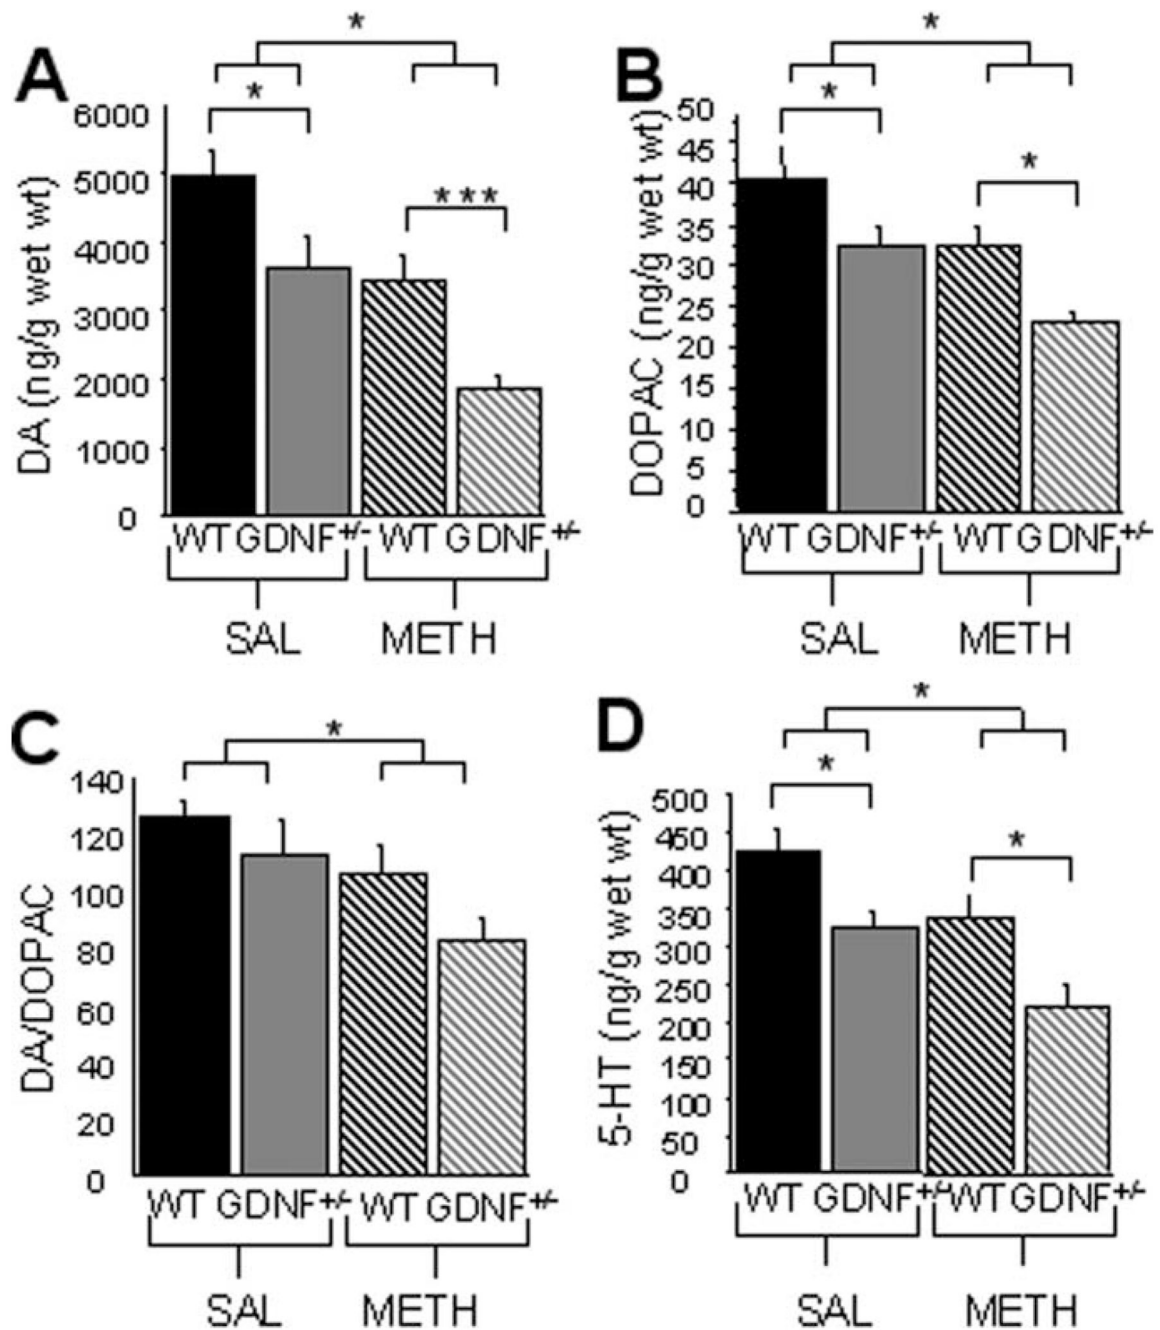 A
*
*
***
DA (ng/g wet wt)
6000
5000
4000
3000
2000
1000
0
WT GDNF+/- WT GDNF+/-
SAL METH
B
*
*
*
DOPAC (ng/g wet wt)
50
45
40
35
30
25
20
15
10
5
0
WT GDNF+/- WT GDNF+/-
SAL METH
C
*
DA/DOPAC
140
120
100
80
60
40
20
0
WT GDNF+/- WT GDNF+/-
SAL METH
D
*
*
*
5-HT (ng/g wet wt)
500
450
400
350
300
250
200
150
100
50
0
WT GDNF+/- WT GDNF+/-
SAL METH